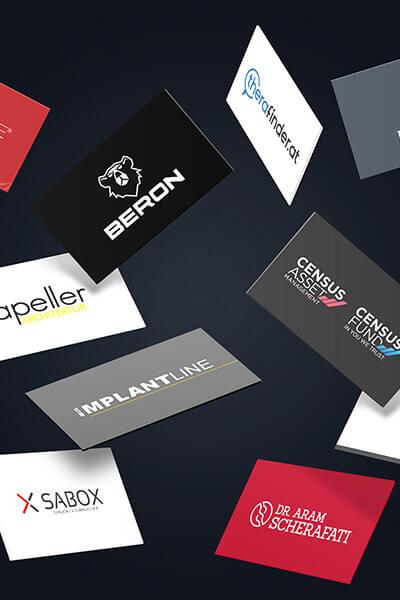 E®
BERON
therafinder.at
CENSUS
ASSET
MANAGEMENT
CENSUS
FUND
IN YOU WE TRUST
apeller
ARCHITEKTUR
IMPLANTLINE
X SABOX
DR. ARAM
SCHERAFATI